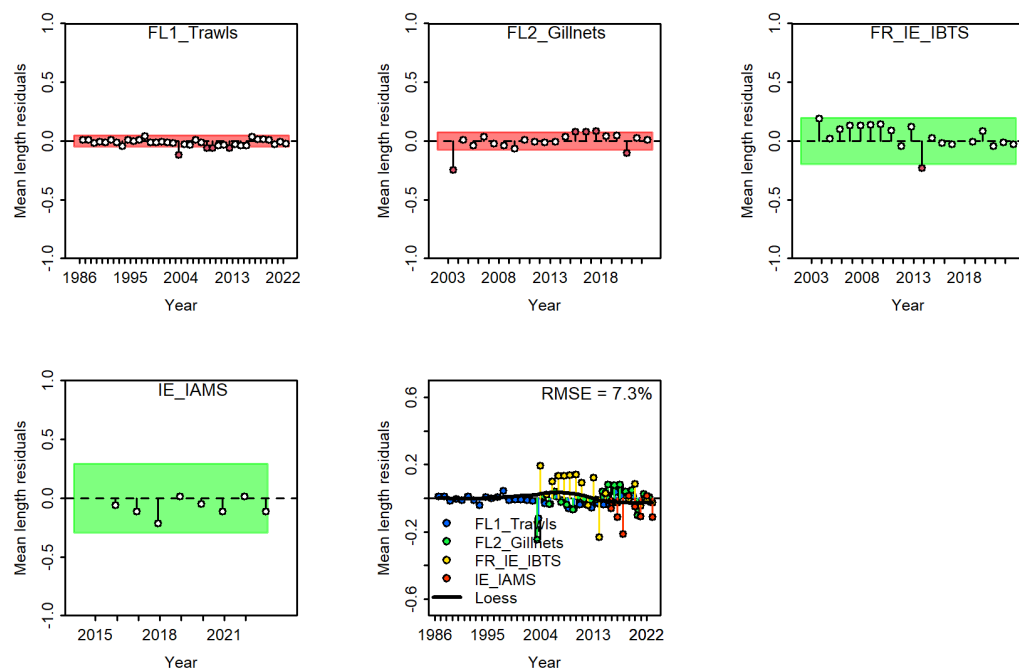 FL1_Trawls
Mean length residuals
1.0
0.5
0.0
-0.5
-1.0
1986 1995 2004 2013 2022
Year
FL2_Gillnets
Mean length residuals
1.0
0.5
0.0
-0.5
-1.0
2003 2008 2013 2018
Year
FR_IE_IBTS
Mean length residuals
1.0
0.5
0.0
-0.5
-1.0
2003 2008 2013 2018
Year
IE_IAMS
Mean length residuals
1.0
0.5
0.0
-0.5
-1.0
2015 2018 2021
Year
RMSE = 7.3%
Mean length residuals
0.6
0.2
-0.2
-0.6
FL1_Trawls
FL2_Gillnets
FR_IE_IBTS
IE_IAMS
Loess
1986 1995 2004 2013 2022
Year